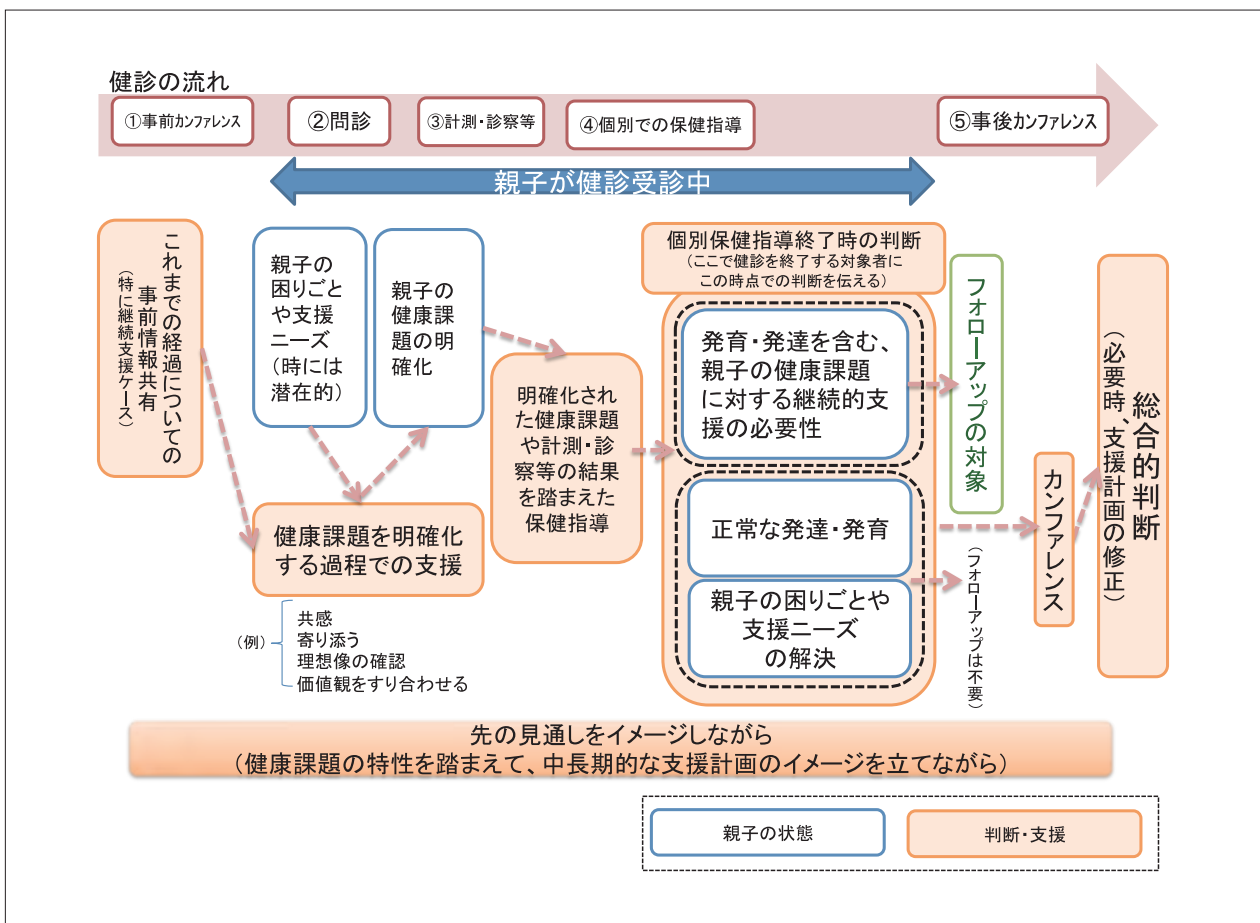 健診の流れ
①事前カンファレンス
②問診
③計測・診察等
④個別での保健指導
⑤事後カンファレンス
親子が健診受診中
これまでの経過についての
事前情報共有
(特に継続支援ケース)
親子の
困りごと
や支援
ニーズ
(時には
潜在的)
親子の
健康課
題の明
確化
健康課題を明確化
する過程での支援
(例)
共感
寄り添う
理想像の確認
価値観をすり合わせる
明確化され
た健康課題
や計測・診
察等の結果
を踏まえた
保健指導
個別保健指導終了時の判断
(ここで健診を終了する対象者に
この時点での判断を伝える)
発育・発達を含む、
親子の健康課題
に対する継続的支
援の必要性
正常な発達・発育
親子の困りごとや
支援ニーズ
の解決
フォローアップの対象
(フォローアップは不要)
カンファレンス
総合的判断
(必要時、支援計画の修正)
先の見通しをイメージしながら
(健康課題の特性を踏まえて、中長期的な支援計画のイメージを立てながら)
親子の状態
判断・支援